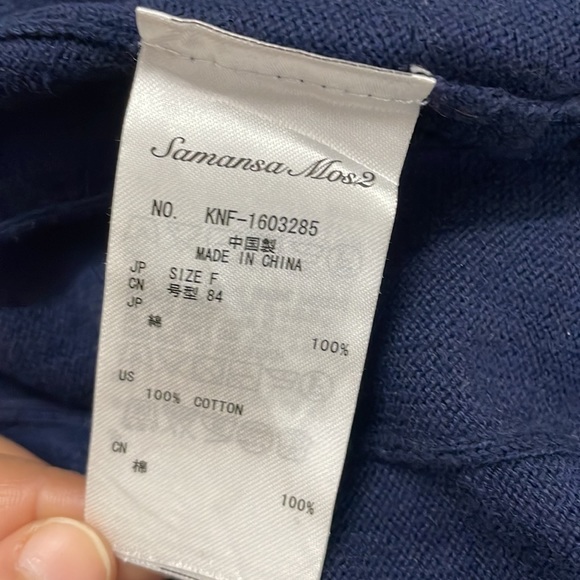 Samansa Mos2
NO. KNF-1603285
中国製
MADE IN CHINA
JP SIZE F
CN 号型 84
JP
綿 100%
US
100% COTTON
CN
棉 100%